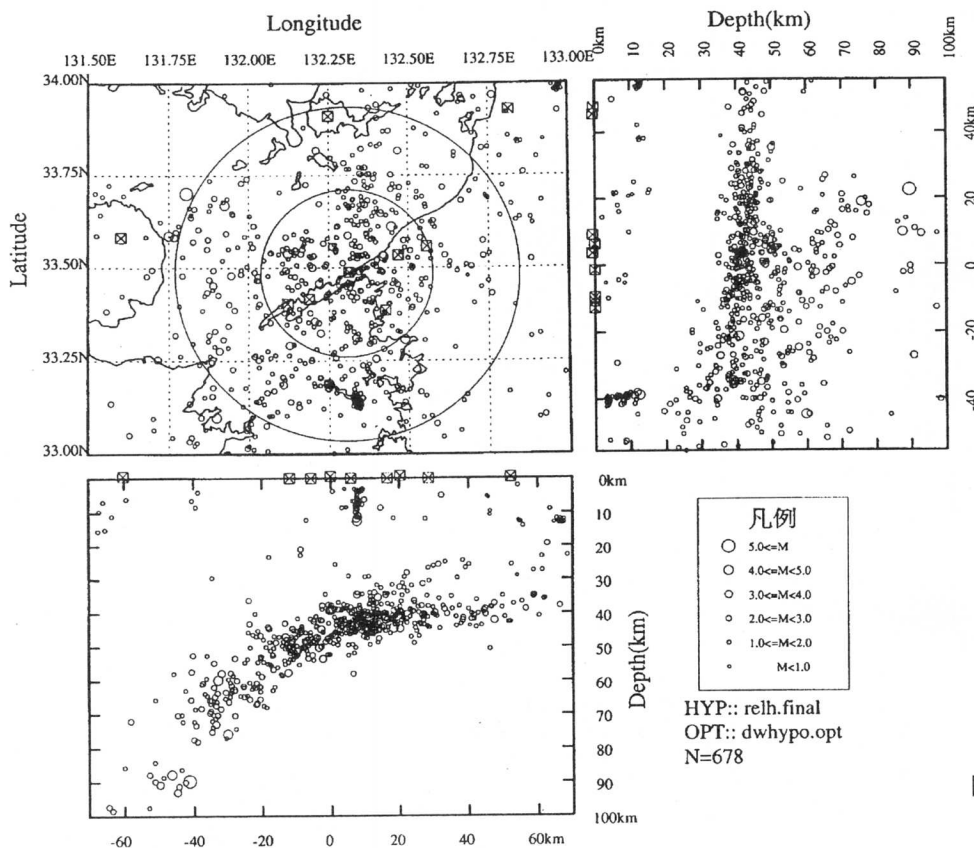 Longitude
131.50E 131.75E 132.00E 132.25E 132.50E 132.75E 133.00E
34.00N
33.75N
33.50N
33.25N
33.00N
Latitude
Depth(km)
0km 10 20 30 40 50 60 70 80 90 100km
40km
20
0
-20
-40
0km
10
20
30
40
50
60
70
80
90
100km
Depth(km)
-60 -40 -20 0 20 40 60km
凡例
5.0<=M
4.0<=M<5.0
3.0<=M<4.0
2.0<=M<3.0
1.0<=M<2.0
M<1.0
HYP:: relh.final
OPT:: dwhypo.opt
N=678